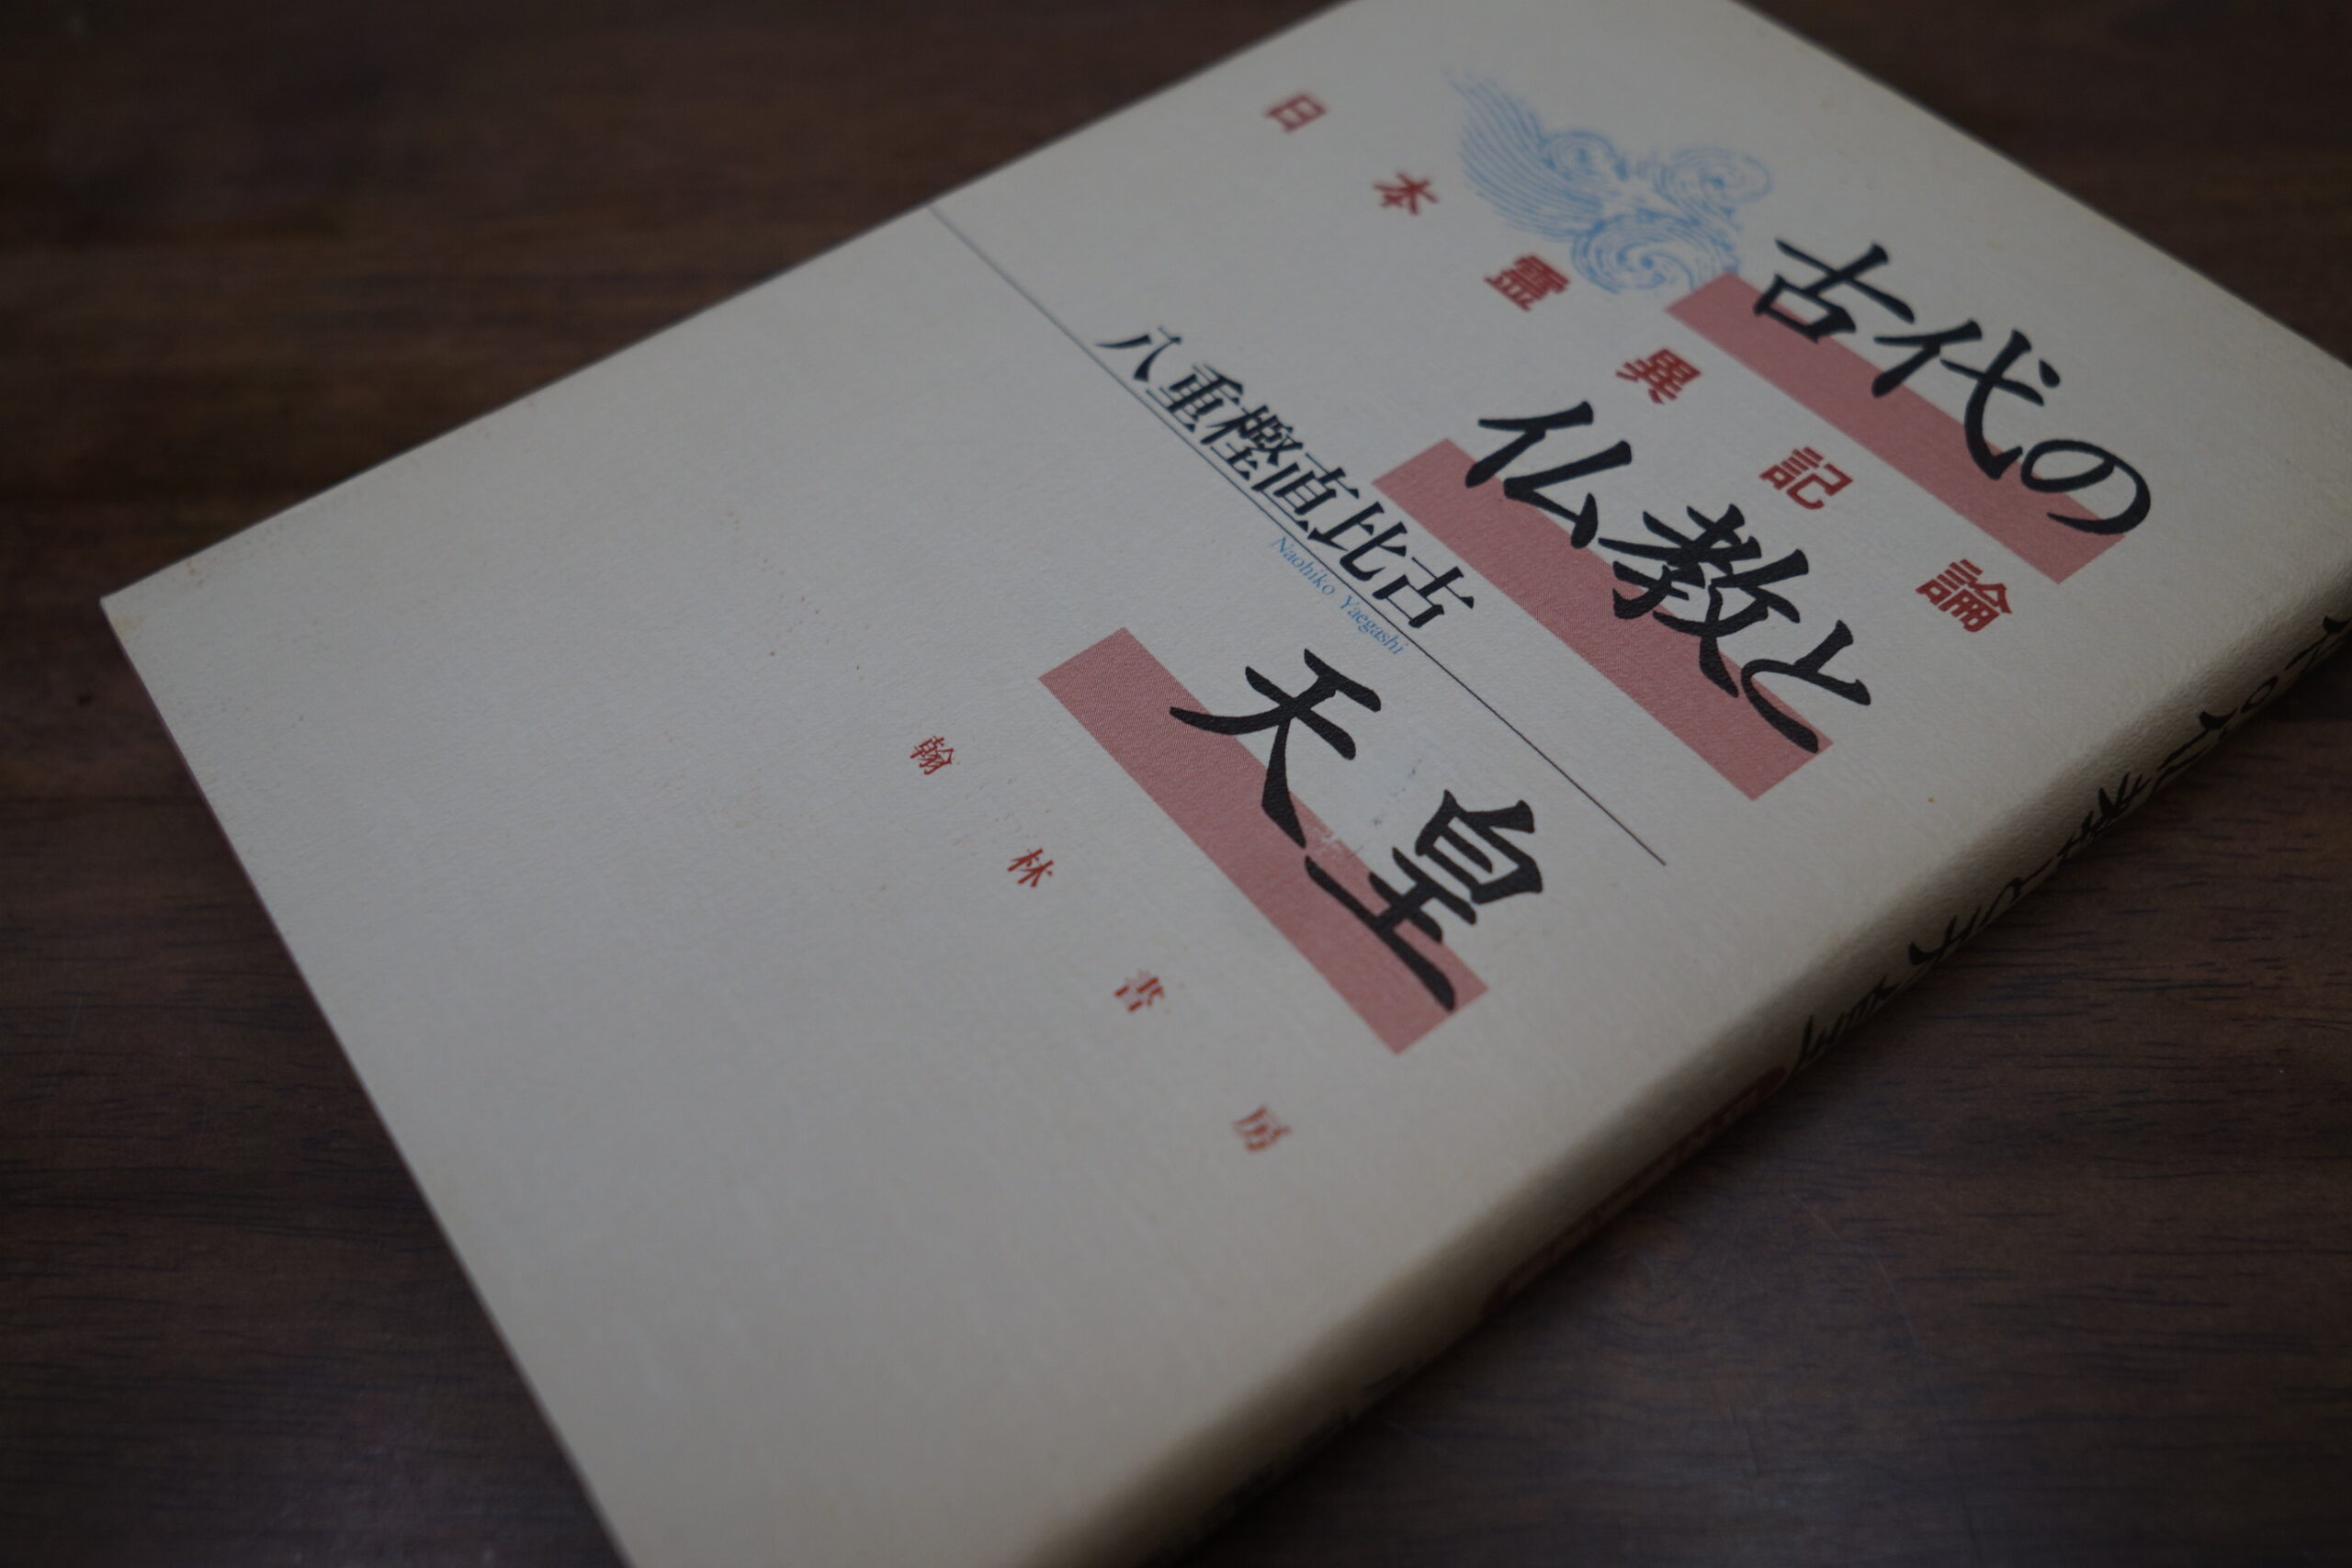 古代の
仏教と
天皇
日本霊異記論
八重樫直比古
Naohiko Yaegashi
翰林書房